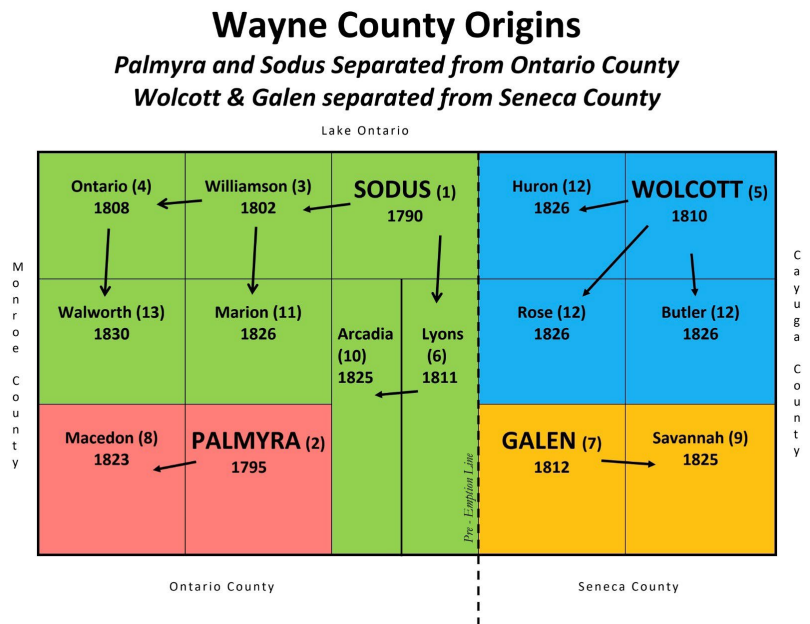 Wayne County Origins
Palmyra and Sodus Separated from Ontario County
Wolcott & Galen separated from Seneca County
Lake Ontario
Ontario (4)
1808
Williamson (3)
1802
SODUS (1)
1790
Huron (12)
1826
WOLCOTT (5)
1810
Monroe County
Cayuga County
Walworth (13)
1830
Marion (11)
1826
Arcadia
(10)
1825
Lyons
(6)
1811
Rose (12)
1826
Butler (12)
1826
Macedon (8)
1823
PALMYRA (2)
1795
Pre - Emption Line
GALEN (7)
1812
Savannah (9)
1825
Ontario County
Seneca County